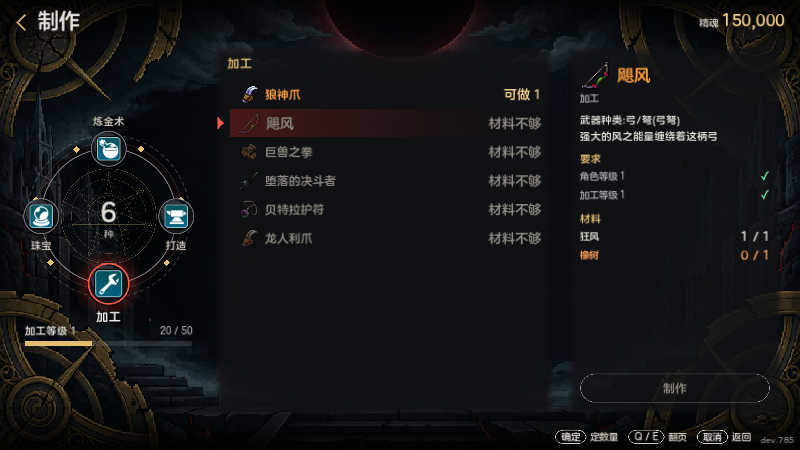 制作
精魂 150,000
炼金术
珠宝
6
种
打造
加工
加工等级 1 20 / 50
加工
狼神爪 可做 1
飓风 材料不够
巨兽之拳 材料不够
堕落的决斗者 材料不够
贝特拉护符 材料不够
龙人利爪 材料不够
飓风
加工
武器种类:弓/弩(弓弩)
强大的风之能量缠绕着这柄弓
要求
角色等级 1
加工等级 1
材料
狂风 1 / 1
橡树 0 / 1
制作
确定 定数量 Q / E 翻页 取消 返回
dev.785